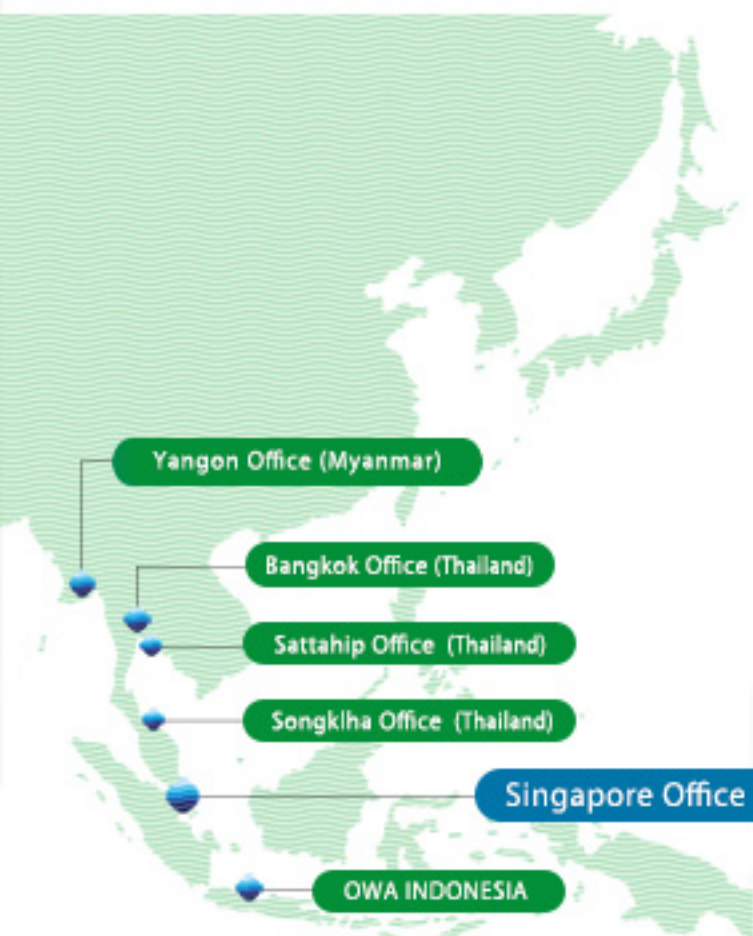 Yangon Office (Myanmar)
Bangkok Office (Thailand)
Sattahip Office (Thailand)
Songklha Office (Thailand)
Singapore Office
OWA INDONESIA